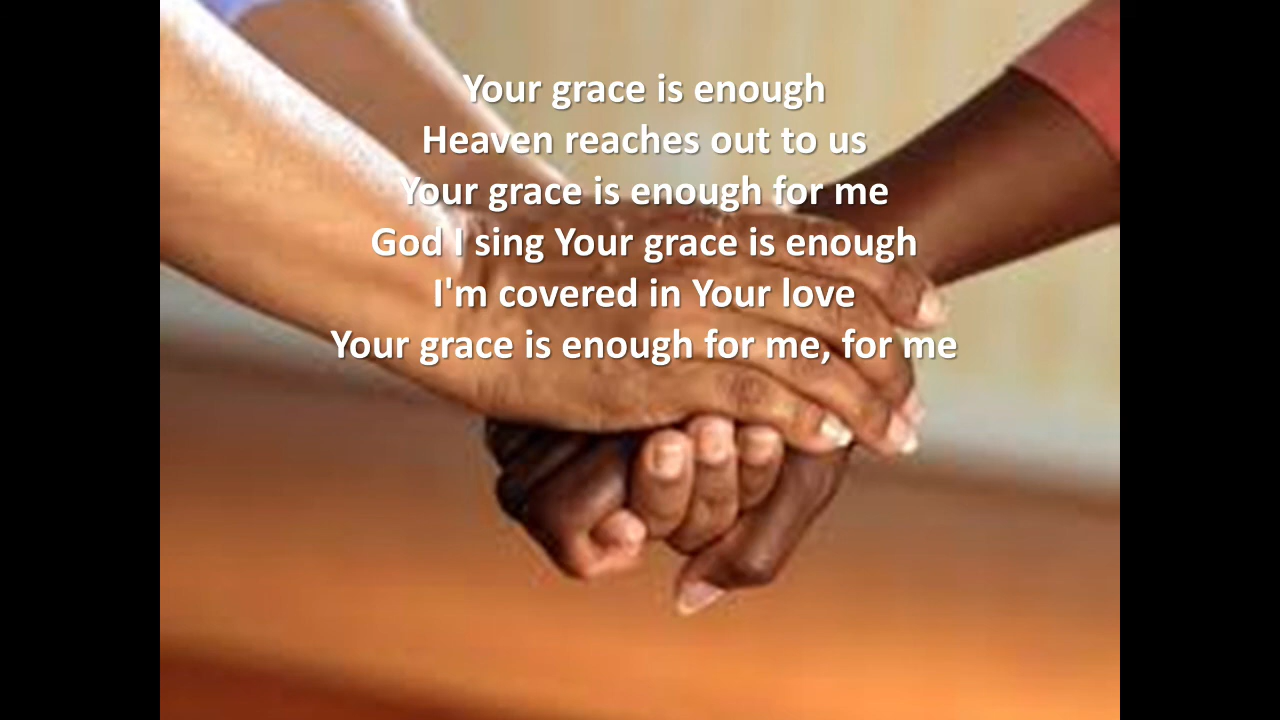 Your grace is enough
Heaven reaches out to us
Your grace is enough for me
God I sing Your grace is enough
I'm covered in Your love
Your grace is enough for me, for me